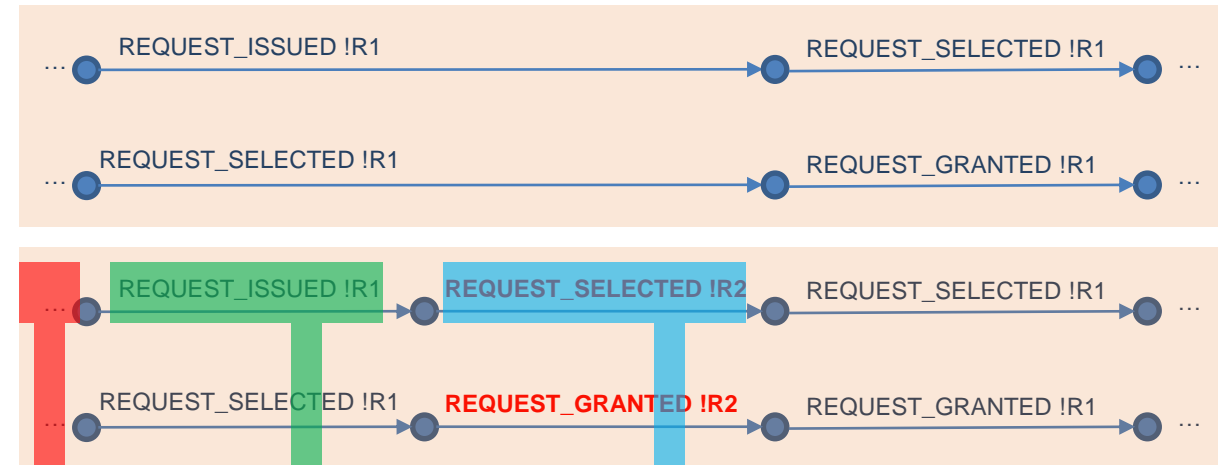 REQUEST_ISSUED !R1 REQUEST_SELECTED !R1
... ...
REQUEST_SELECTED !R1 REQUEST_GRANTED !R1
... ...
REQUEST_ISSUED !R1 REQUEST_SELECTED !R2 REQUEST_SELECTED !R1
... ...
REQUEST_SELECTED !R1 REQUEST_GRANTED !R2 REQUEST_GRANTED !R1
... ...